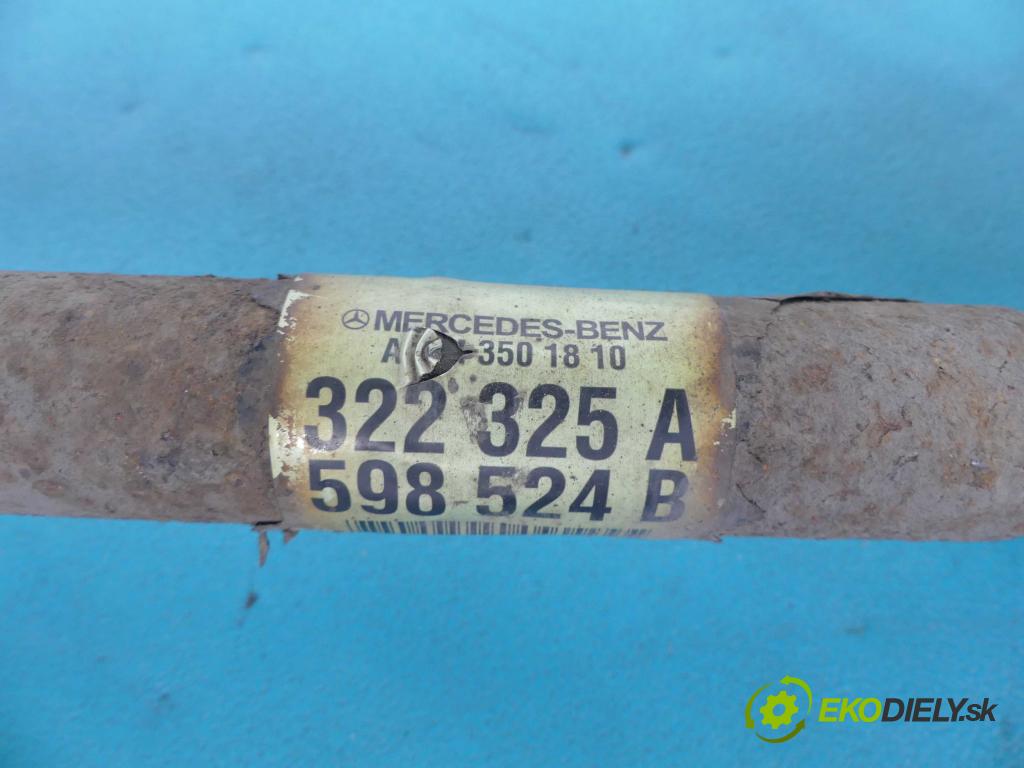 MERCEDES-BENZ
A 350 18 10
322 325 A
598 524 B
EKODIELY.sk